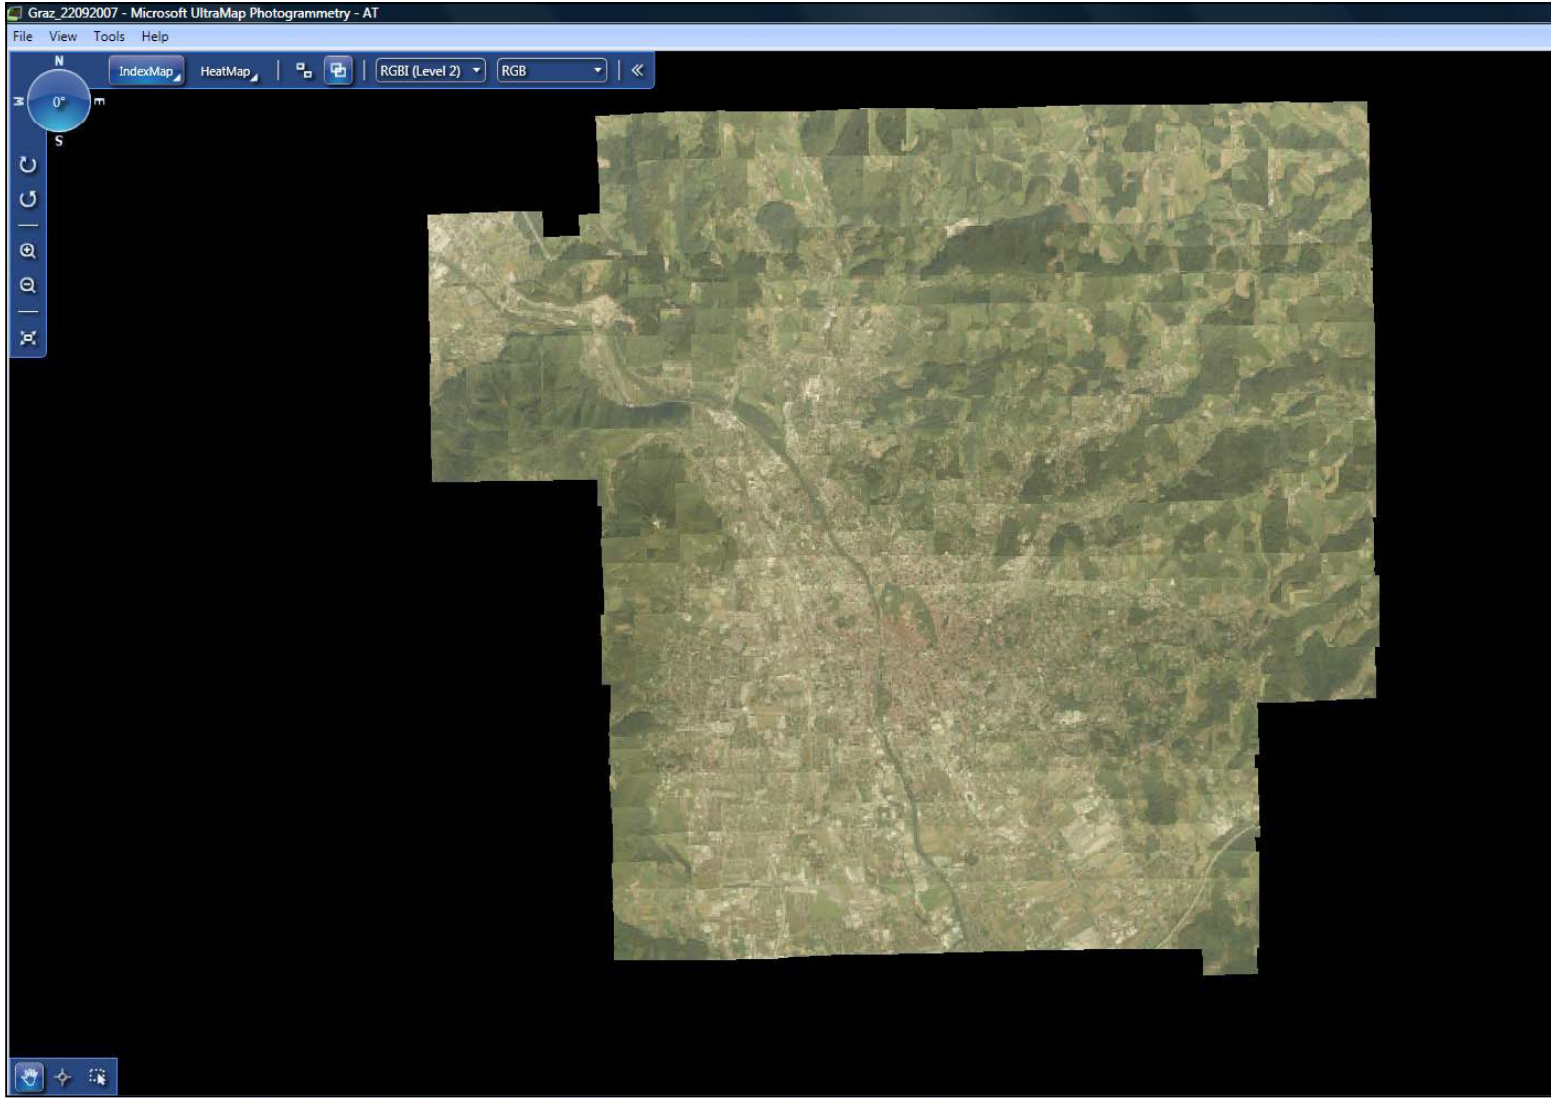 Graz_22092007 - Microsoft UltraMap Photogrammetry - AT
File View Tools Help
IndexMap HeatMap RGBI (Level 2) RGB
N
W 0° E
S